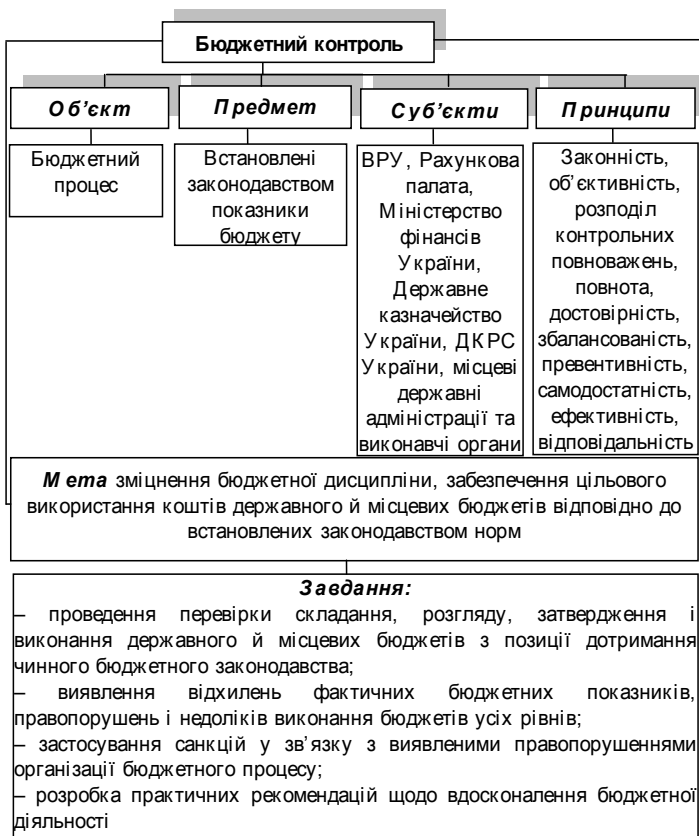 Бюджетний контроль
Об’єкт
Предмет
Суб’єкти
Принципи
Бюджетний
процес
Встановлені
законодавством
показники
бюджету
ВРУ, Рахункова
палата,
Міністерство
фінансів
України,
Державне
казначейство
України, ДКРС
України, місцеві
державні
адміністрації та
виконавчі органи
Законність,
об’єктивність,
розподіл
контрольних
повноважень,
повнота,
достовірність,
збалансованість,
превентивність,
самодостатність,
ефективність,
відповідальність
Мета зміцнення бюджетної дисципліни, забезпечення цільового
використання коштів державного й місцевих бюджетів відповідно до
встановлених законодавством норм
Завдання:
– проведення перевірки складання, розгляду, затвердження і
виконання державного й місцевих бюджетів з позиції дотримання
чинного бюджетного законодавства;
– виявлення відхилень фактичних бюджетних показників,
правопорушень і недоліків виконання бюджетів усіх рівнів;
– застосування санкцій у зв’язку з виявленими правопорушеннями
організації бюджетного процесу;
– розробка практичних рекомендацій щодо вдосконалення бюджетної
діяльності